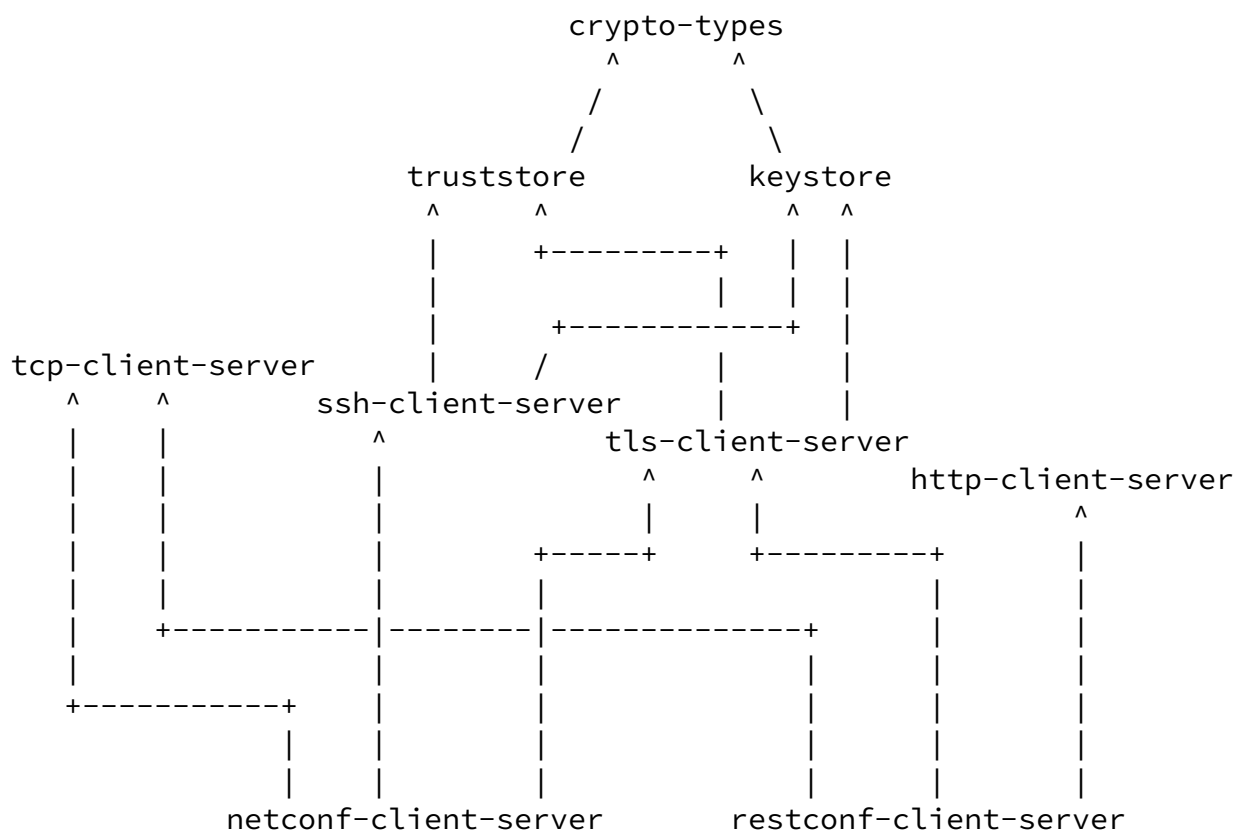 crypto-types
truststore keystore
tcp-client-server
ssh-client-server
tls-client-server
http-client-server
netconf-client-server restconf-client-server